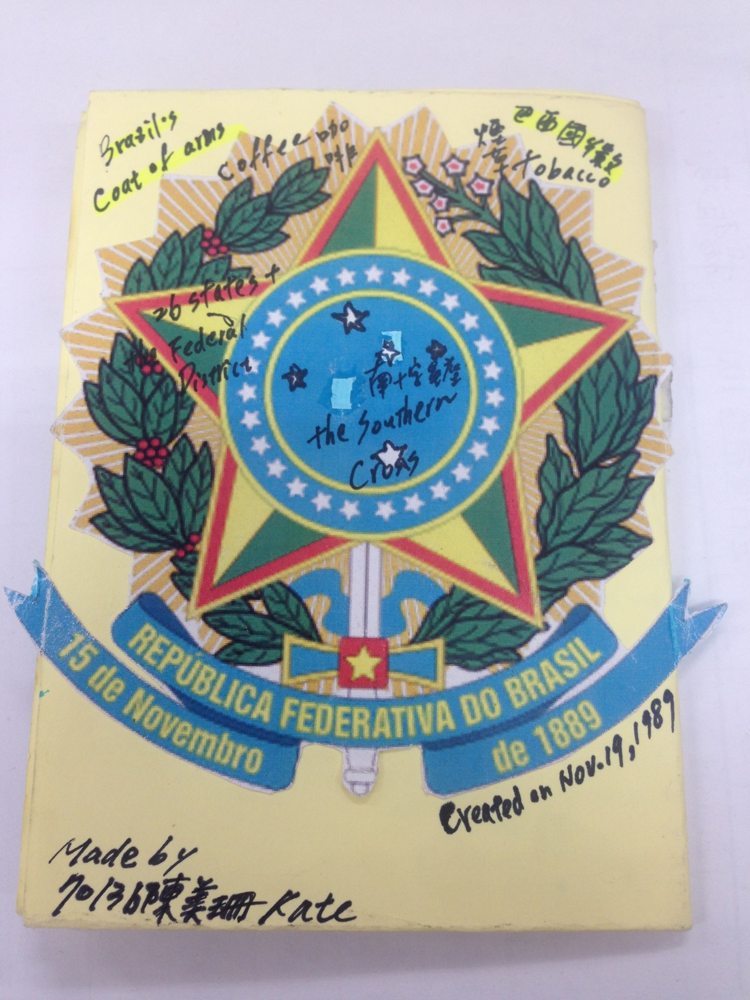 Brazil's
Coat of arms
Coffee 咖
啡
煙
草 tobacco
巴西國徽
26 states +
the Federal
District
南十字星座
the Southern
Cross
REPÚBLICA FEDERATIVA DO BRASIL
15 de Novembro
de 1889
Created on Nov.19,1989
Made by
70136陳美珊 Kate